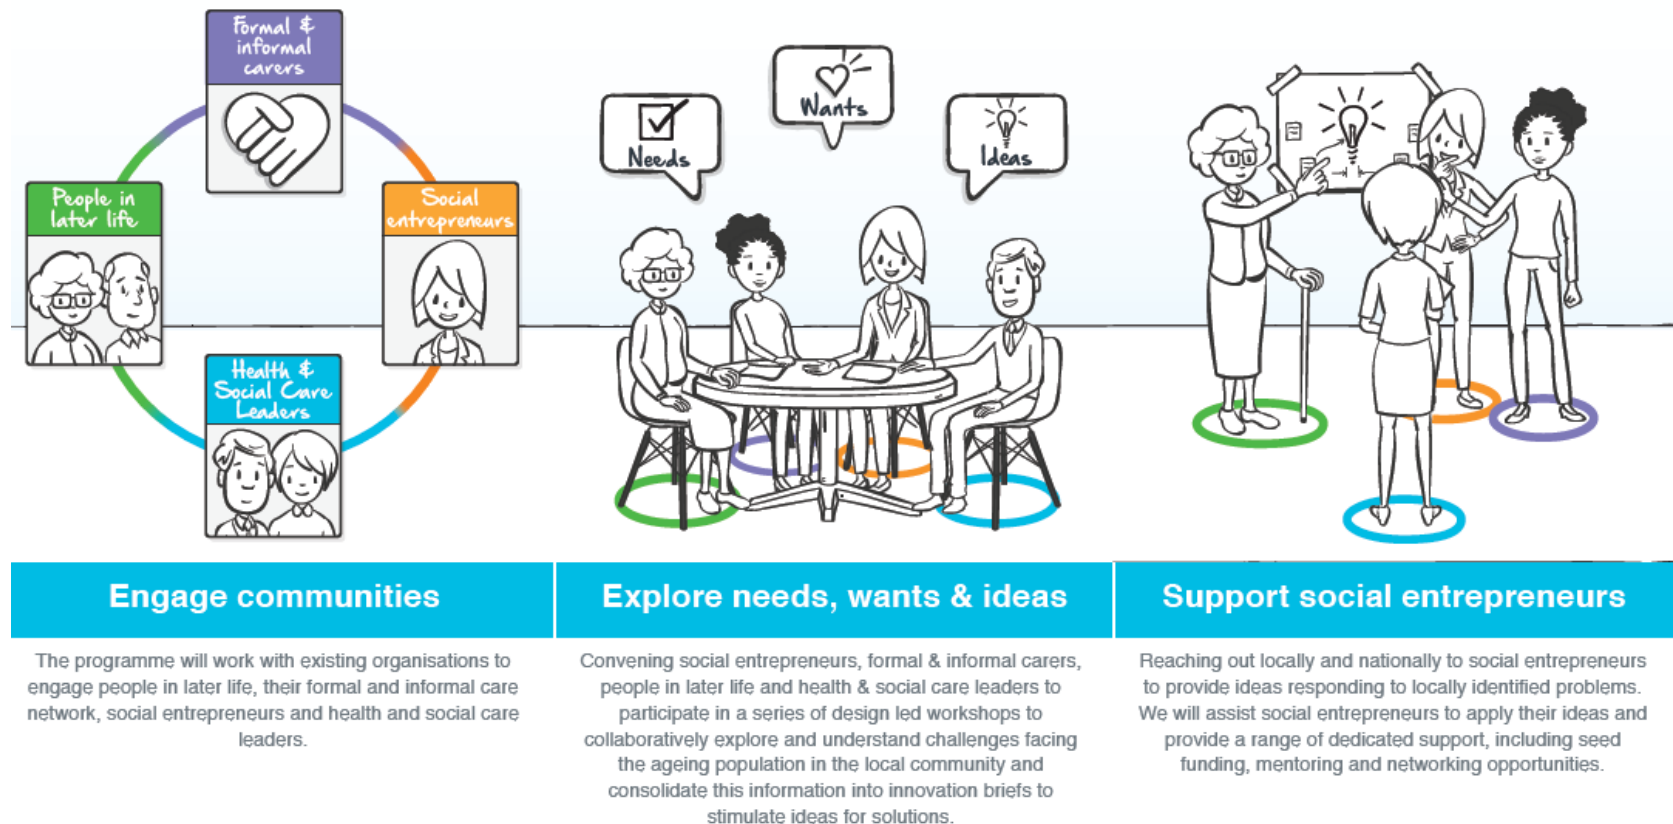 Formal &
informal
carers
People in
later life
Social
entrepreneurs
Health &
Social Care
Leaders
Needs
Wants
Ideas
Engage communities
The programme will work with existing organisations to
engage people in later life, their formal and informal care
network, social entrepreneurs and health and social care
leaders.
Explore needs, wants & ideas
Convening social entrepreneurs, formal & informal carers,
people in later life and health & social care leaders to
participate in a series of design led workshops to
collaboratively explore and understand challenges facing
the ageing population in the local community and
consolidate this information into innovation briefs to
stimulate ideas for solutions.
Support social entrepreneurs
Reaching out locally and nationally to social entrepreneurs
to provide ideas responding to locally identified problems.
We will assist social entrepreneurs to apply their ideas and
provide a range of dedicated support, including seed
funding, mentoring and networking opportunities.